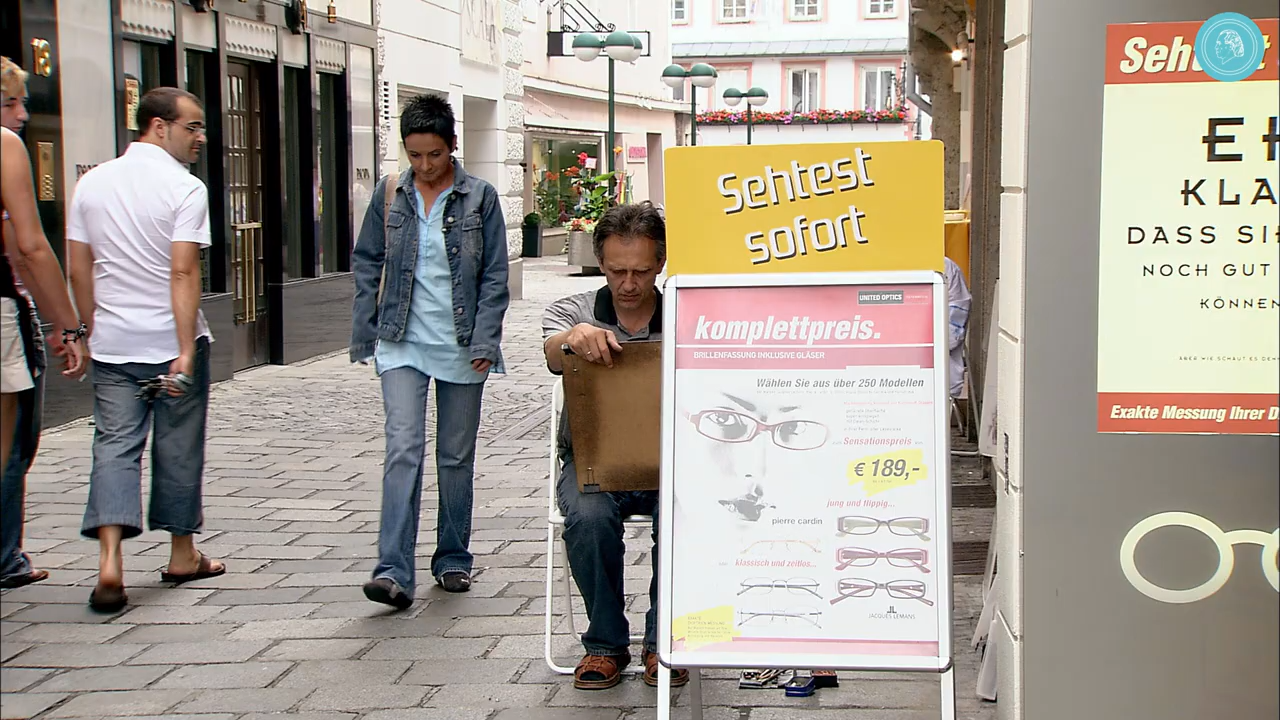 18
Sehtest
sofort
UNITED OPTICS
komplettpreis.
BRILLENFASSUNG INKLUSIVE GLÄSER
Wählen Sie aus über 250 Modellen
Sensationspreis
€ 189,-
jung und flippig...
pierre cardin
klassisch und zeitlos...
JACQUES LEMANS
KLA
DASS SI
NOCH GUT
KÖNNEN
Exakte Messung Ihrer D